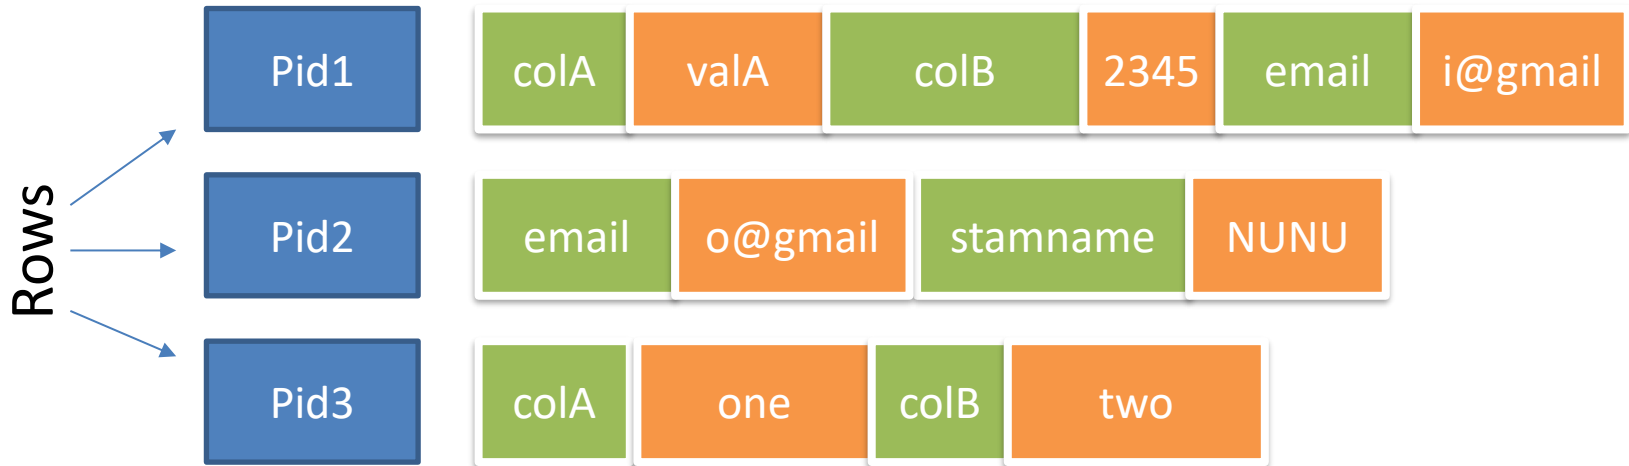 Rows
Pid1 colA valA colB 2345 email i@gmail
Pid2 email o@gmail stamname NUNU
Pid3 colA one colB two